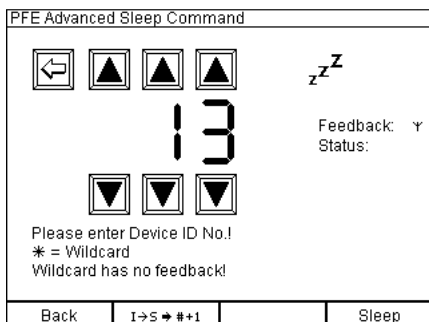 PFE Advanced Sleep Command
zzZ
13
Feedback:
Status:
Please enter Device ID No.!
* = Wildcard
Wildcard has no feedback!
Back I→S➔#+1 Sleep